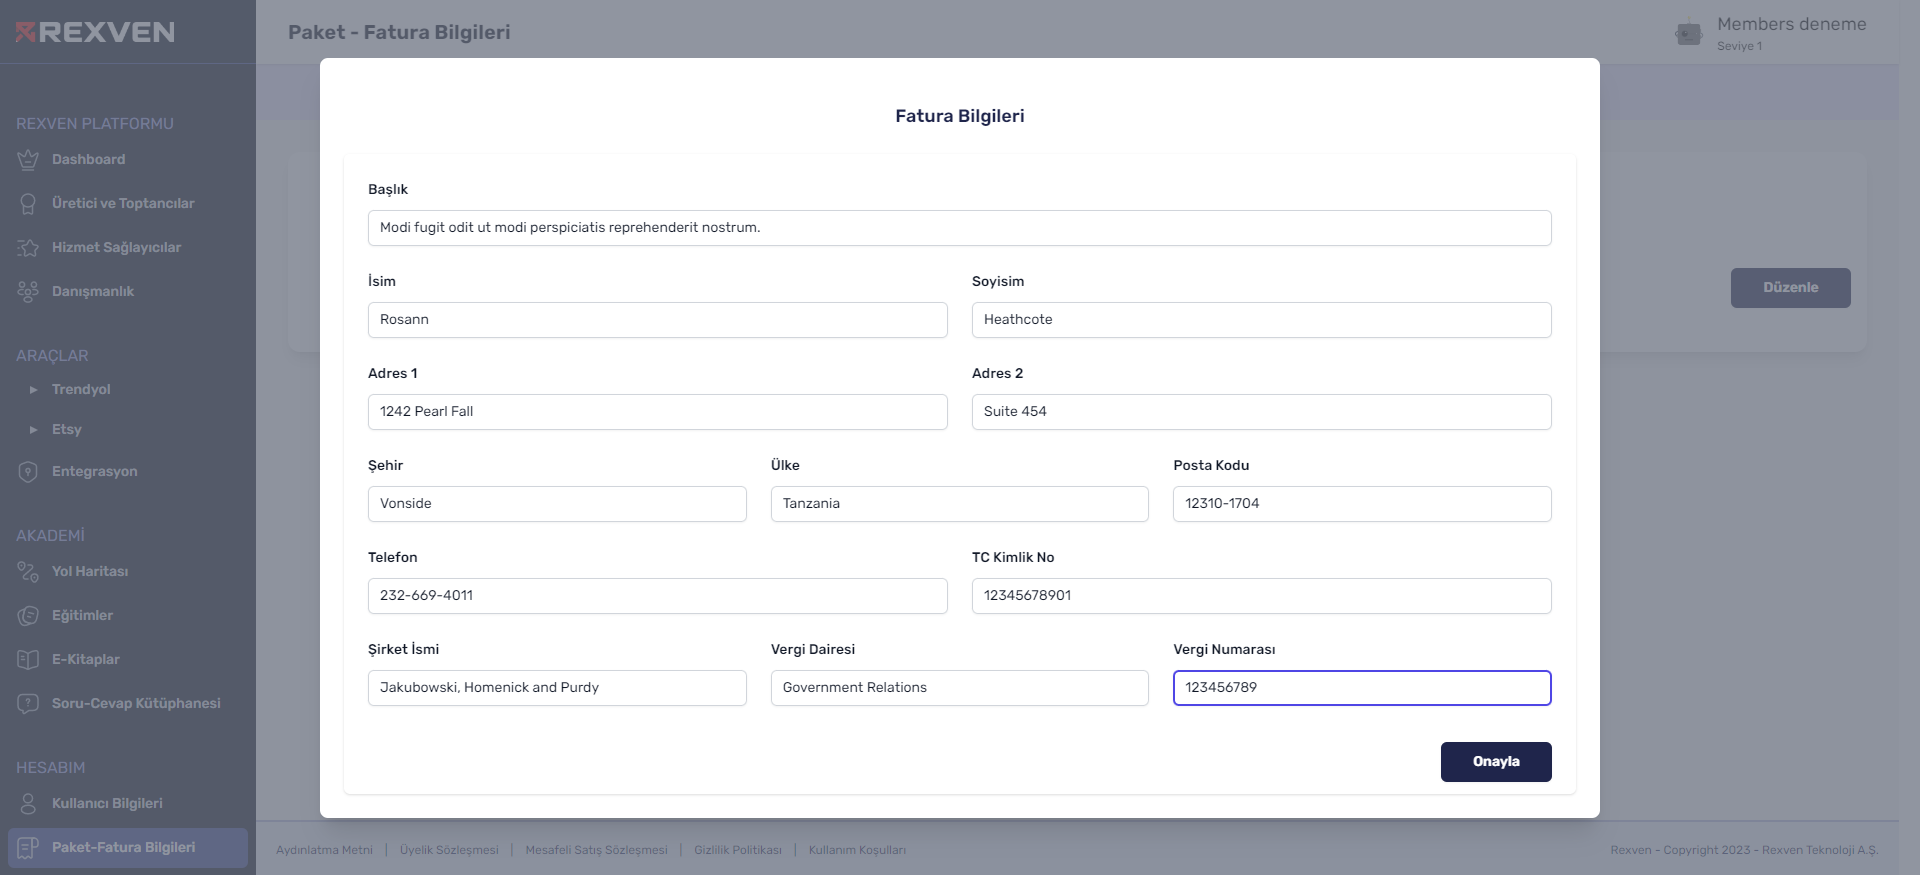 REXVEN
REXVEN PLATFORMU
Dashboard
Üretici ve Toptancılar
Hizmet Sağlayıcılar
Danışmanlık
ARAÇLAR
Trendyol
Etsy
Entegrasyon
AKADEMİ
Yol Haritası
Eğitimler
E-Kitaplar
Soru-Cevap Kütüphanesi
HESABIM
Kullanıcı Bilgileri
Paket-Fatura Bilgileri
Paket - Fatura Bilgileri
Members deneme
Seviye 1
Düzenle
Fatura Bilgileri
Başlık
Modi fugit odit ut modi perspiciatis reprehenderit nostrum.
İsim Soyisim
Rosann Heathcote
Adres 1 Adres 2
1242 Pearl Fall Suite 454
Şehir Ülke Posta Kodu
Vonside Tanzania 12310-1704
Telefon TC Kimlik No
232-669-4011 12345678901
Şirket İsmi Vergi Dairesi Vergi Numarası
Jakubowski, Homenick and Purdy Government Relations 123456789
Onayla
Aydınlatma Metni | Üyelik Sözleşmesi | Mesafeli Satış Sözleşmesi | Gizlilik Politikası | Kullanım Koşulları
Rexven - Copyright 2023 - Rexven Teknoloji A.Ş.